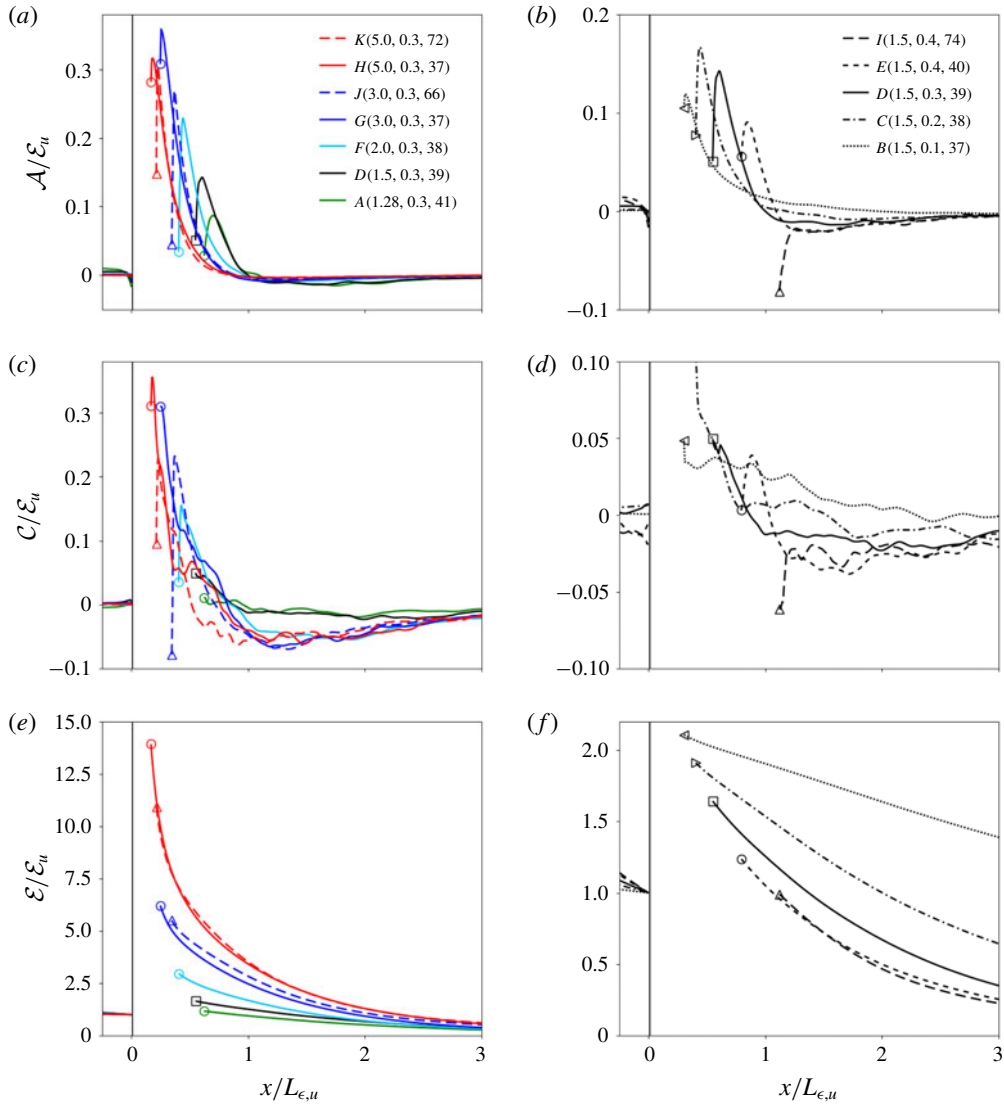 (a)
0.3
0.2
0.1
0
A/ℰu
K(5.0, 0.3, 72)
H(5.0, 0.3, 37)
J(3.0, 0.3, 66)
G(3.0, 0.3, 37)
F(2.0, 0.3, 38)
D(1.5, 0.3, 39)
A(1.28, 0.3, 41)
(b)
0.2
0.1
0
−0.1
I(1.5, 0.4, 74)
E(1.5, 0.4, 40)
D(1.5, 0.3, 39)
C(1.5, 0.2, 38)
B(1.5, 0.1, 37)
(c)
0.3
0.2
0.1
0
−0.1
C/ℰu
(d)
0.10
0.05
0
−0.05
−0.10
(e)
15.0
12.5
10.0
7.5
5.0
2.5
0
ℰ/ℰu
0 1 2 3
x/Lϵ,u
(f)
2.0
1.5
1.0
0.5
0
0 1 2 3
x/Lϵ,u